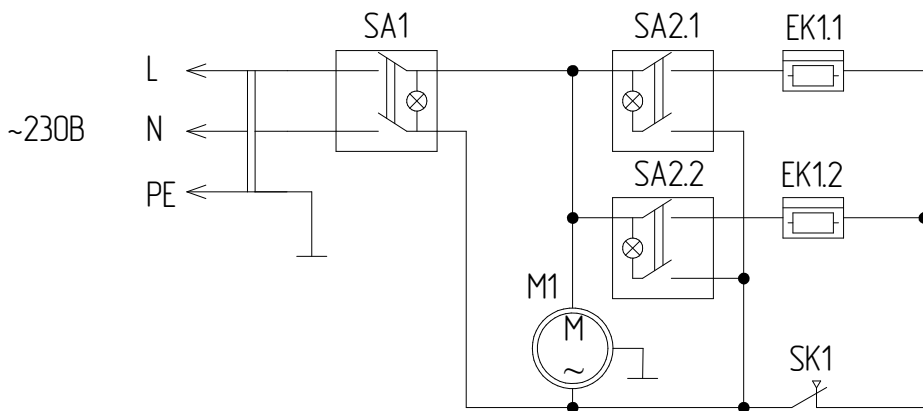 SA1
SA2.1
EK1.1
L
~230В
N
PE
SA2.2
EK1.2
M1
M
~
SK1